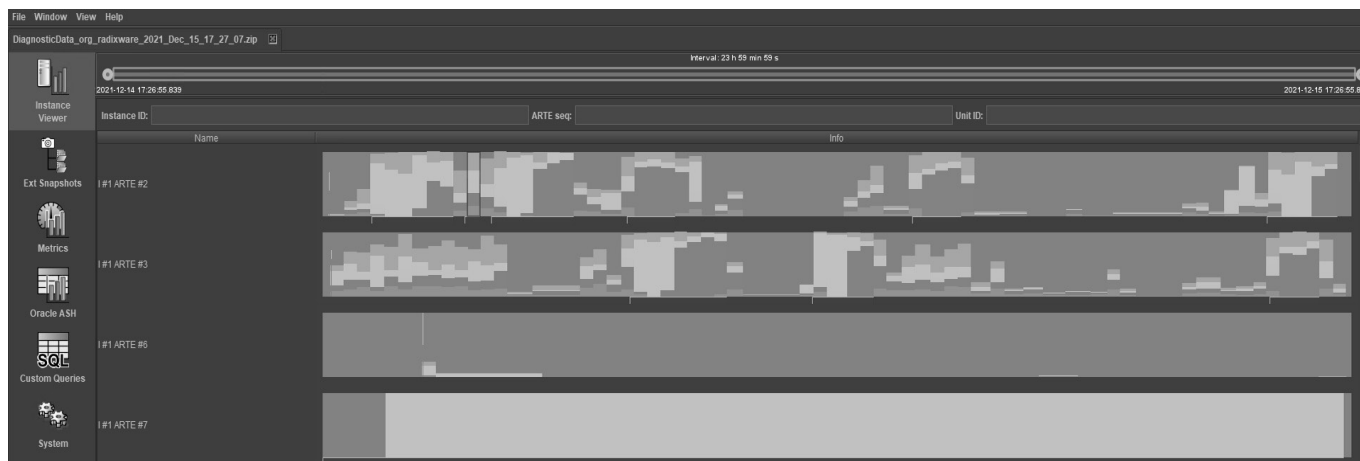 File Window View Help
DiagnosticData_org_radixware_2021_Dec_15_17_27_07.zip
Interval: 23 h 59 min 59 s
2021-12-14 17:26:55.839
2021-12-15 17:26:55.8
Instance Viewer
Instance ID:
ARTE seq:
Unit ID:
Name
Info
Ext Snapshots
I #1 ARTE #2
Metrics
I #1 ARTE #3
Oracle ASH
SQL
I #1 ARTE #6
Custom Queries
I #1 ARTE #7
System